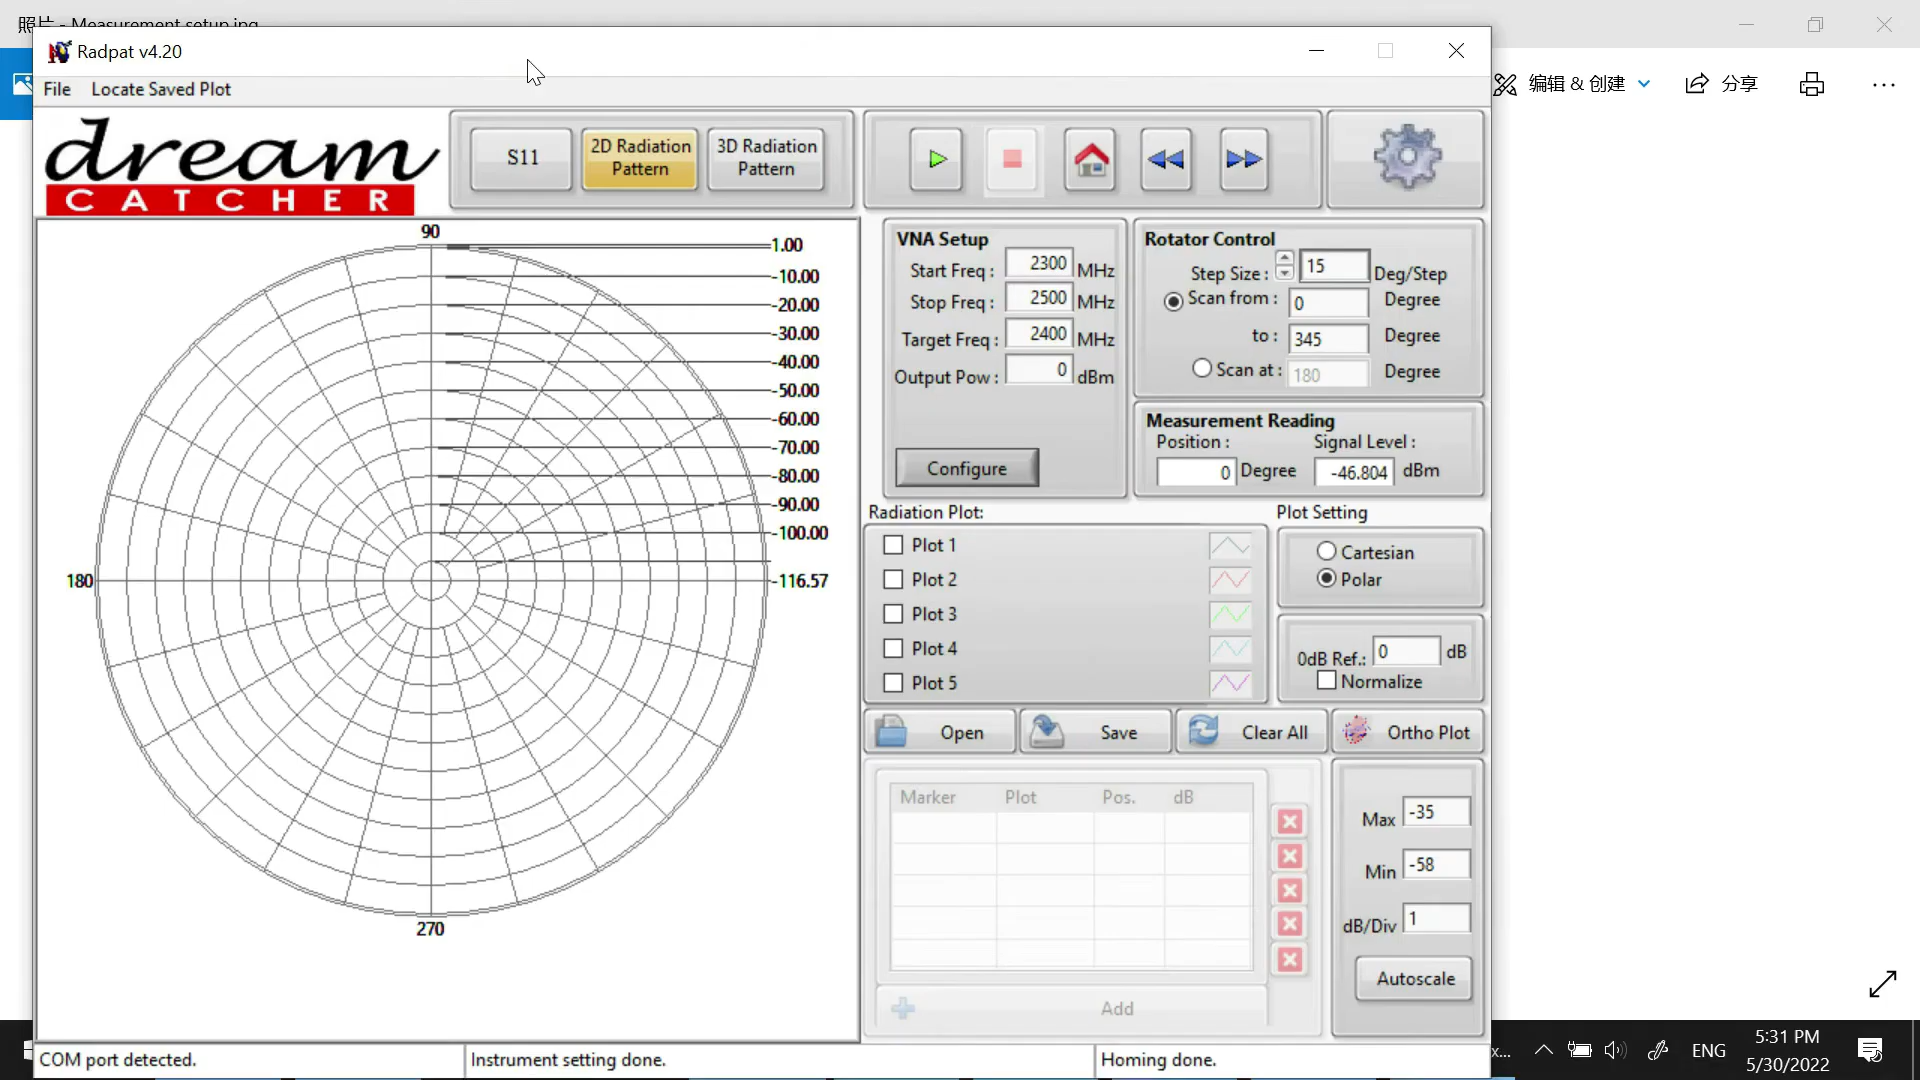 照片 - Measurement setup.jpg
Radpat v4.20
File Locate Saved Plot
编辑 & 创建 分享
dream
CATCHER
S11
2D Radiation
Pattern
3D Radiation
Pattern
90
1.00
-10.00
-20.00
-30.00
-40.00
-50.00
-60.00
-70.00
-80.00
-90.00
-100.00
-116.57
180
270
VNA Setup
Start Freq : 2300 MHz
Stop Freq : 2500 MHz
Target Freq : 2400 MHz
Output Pow : 0 dBm
Configure
Rotator Control
Step Size : 15 Deg/Step
Scan from : 0 Degree
to : 345 Degree
Scan at : 180 Degree
Measurement Reading
Position : Signal Level :
0 Degree -46.804 dBm
Radiation Plot:
Plot 1
Plot 2
Plot 3
Plot 4
Plot 5
Plot Setting
Cartesian
Polar
0dB Ref.: 0 dB
Normalize
Open Save Clear All Ortho Plot
Marker Plot Pos. dB
Add
Max -35
Min -58
dB/Div 1
Autoscale
COM port detected. Instrument setting done. Homing done.
x... ENG 5:31 PM
5/30/2022